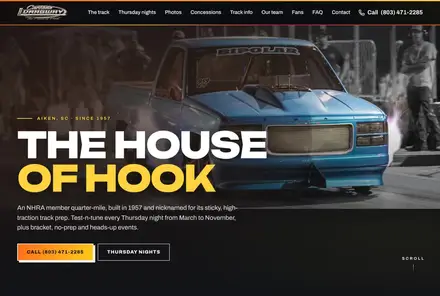 DRAGWAY
The track Thursday nights Photos Concessions Track info Our team Fans FAQ Contact Call (803) 471-2285
BIPOLAR
AIKEN, SC · SINCE 1957
THE HOUSE
OF HOOK
An NHRA member quarter-mile, built in 1957 and nicknamed for its sticky, high-
traction track prep. Test-n-tune every Thursday night from March to November,
plus bracket, no-prep and heads-up events.
CALL (803) 471-2285 THURSDAY NIGHTS
SCROLL